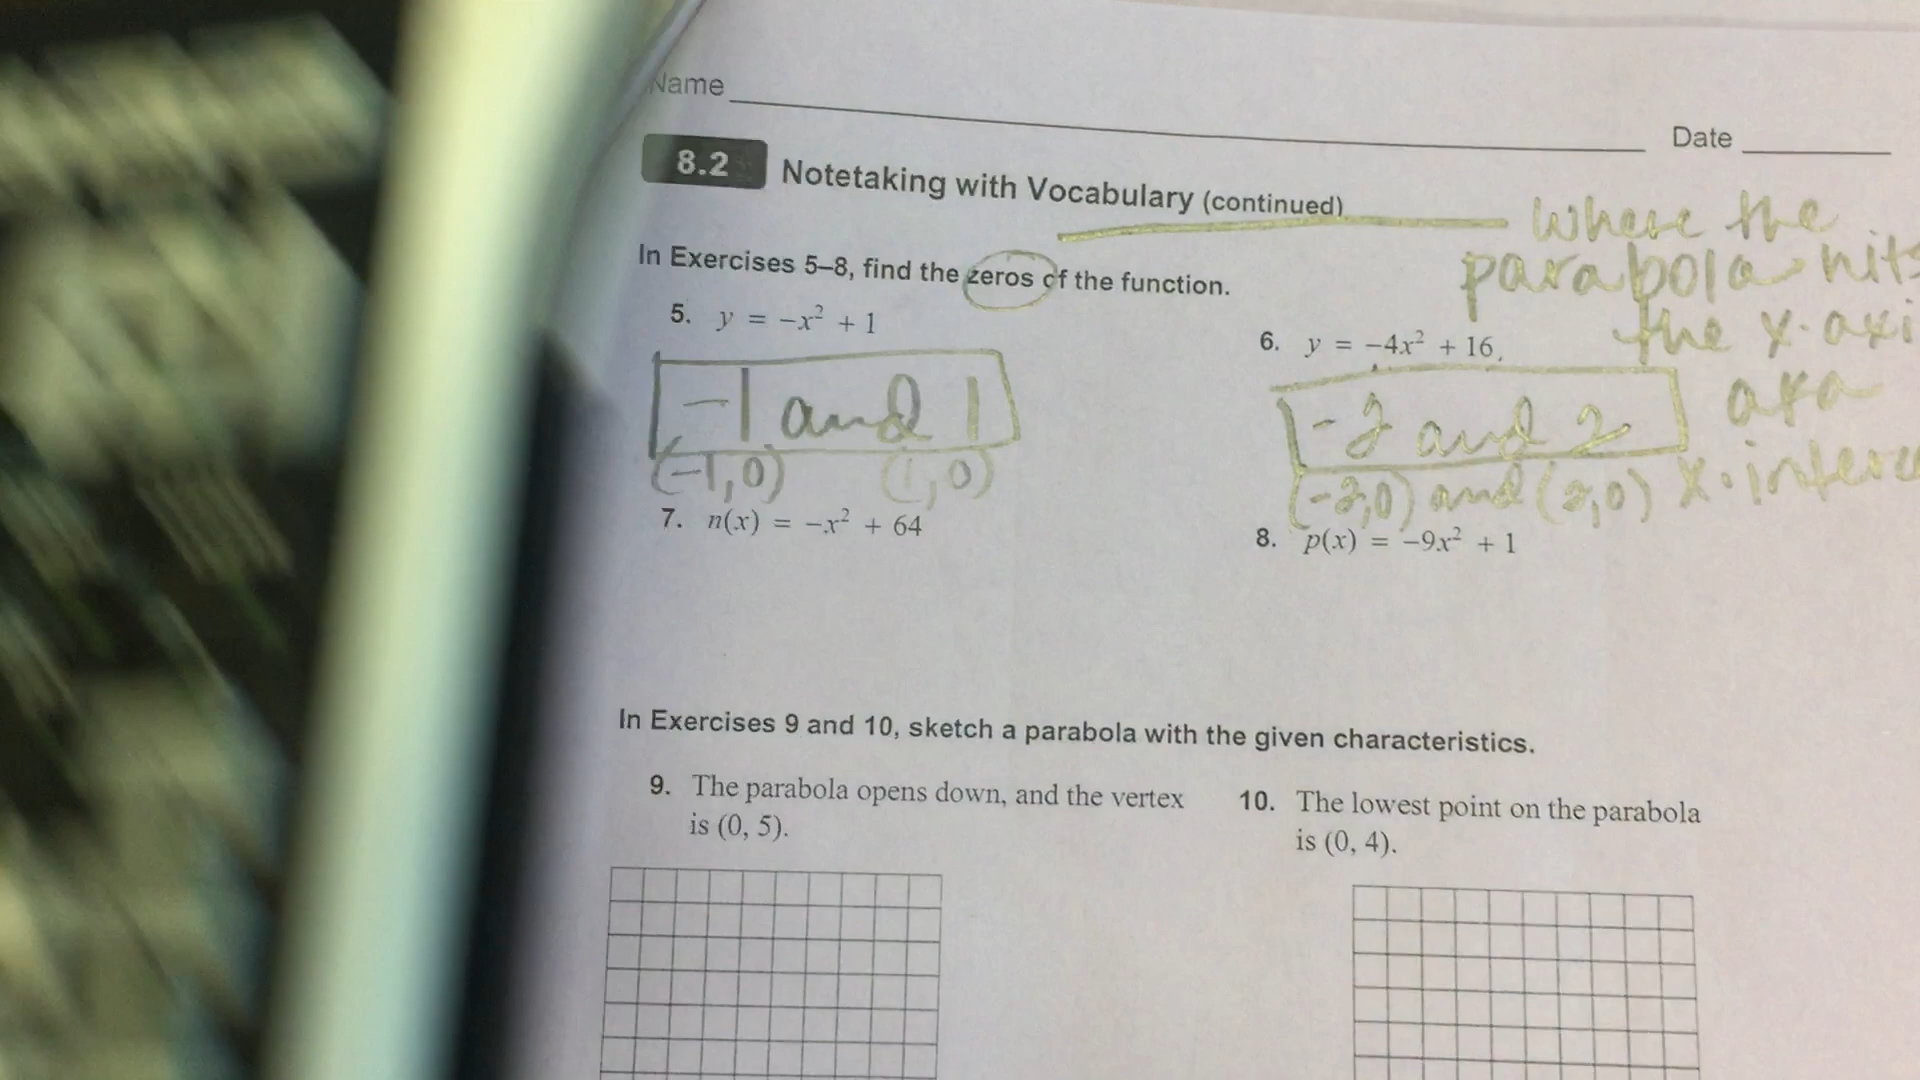 Name
Date
8.2 Notetaking with Vocabulary (continued)
where the
parabola hits
the x-axi
aka
x-interc
In Exercises 5–8, find the zeros of the function.
5. y = −x² + 1
-1 and 1
(-1,0) (1,0)
6. y = −4x² + 16
-2 and 2
(-2,0) and (2,0)
7. n(x) = −x² + 64
8. p(x) = −9x² + 1
In Exercises 9 and 10, sketch a parabola with the given characteristics.
9. The parabola opens down, and the vertex
is (0, 5).
10. The lowest point on the parabola
is (0, 4).